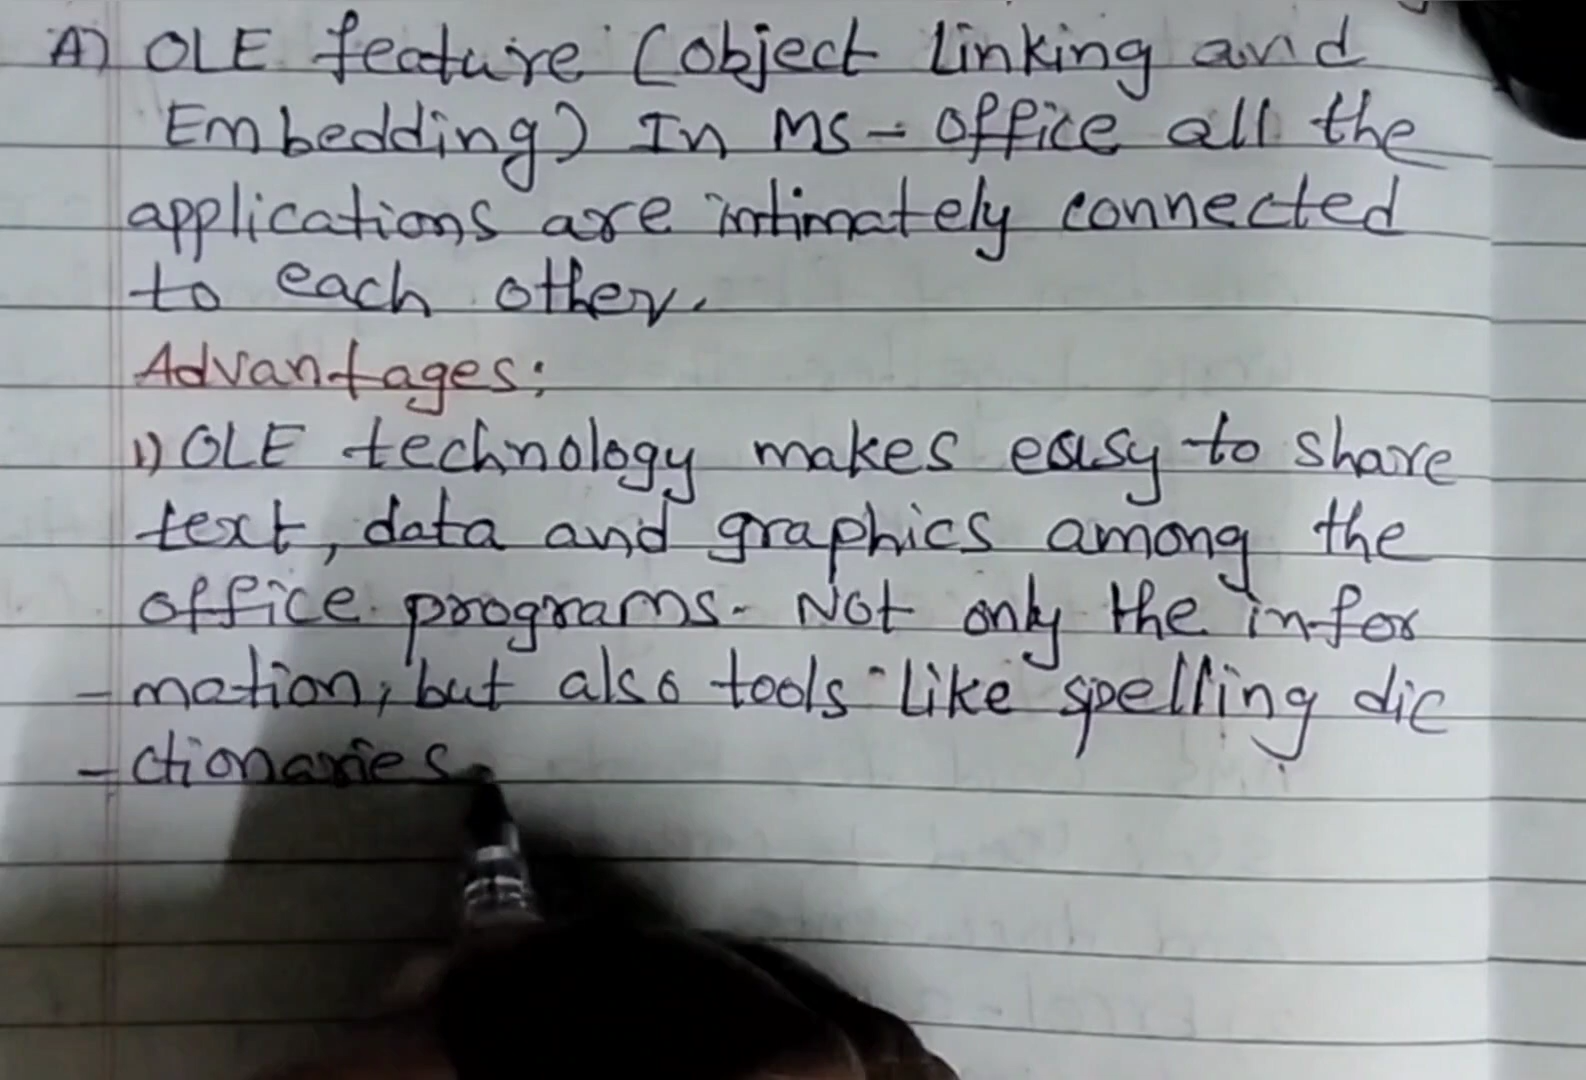 A) OLE feature (object Linking and
Embedding) In MS - office all the
applications are intimately connected
to each other.
Advantages:
1) OLE technology makes easy to share
text, data and graphics among the
office programs. Not only the infor
- mation, but also tools like spelling dic
- ctionaries